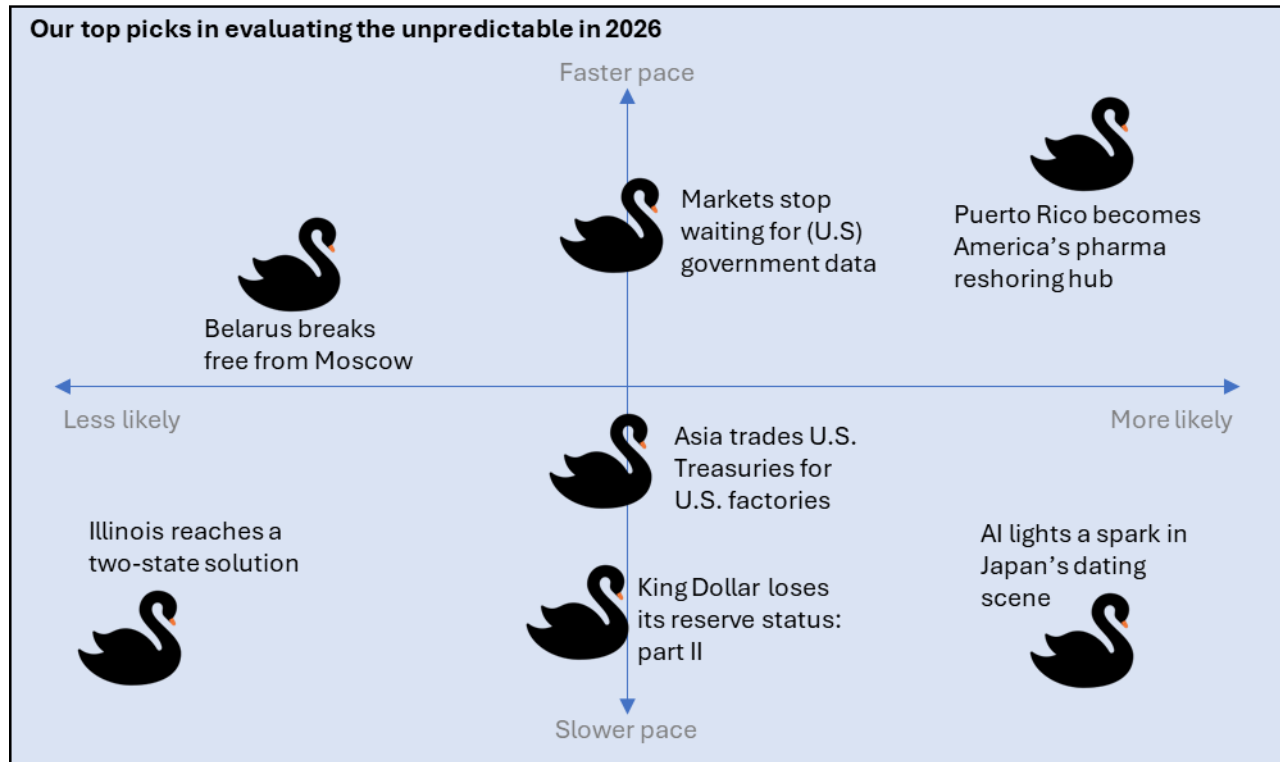 Our top picks in evaluating the unpredictable in 2026
Faster pace
Markets stop
waiting for (U.S)
government data
Puerto Rico becomes
America's pharma
reshoring hub
Belarus breaks
free from Moscow
Less likely
More likely
Asia trades U.S.
Treasuries for
U.S. factories
Illinois reaches a
two-state solution
AI lights a spark in
Japan's dating
scene
King Dollar loses
its reserve status:
part II
Slower pace